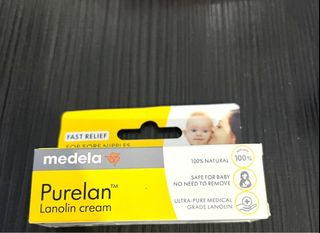 FAST RELIEF
FOR SORE NIPPLES
medela
Purelan™
Lanolin cream
100% NATURAL
100%
SAFE FOR BABY
NO NEED TO REMOVE
ULTRA-PURE MEDICAL
GRADE LANOLIN